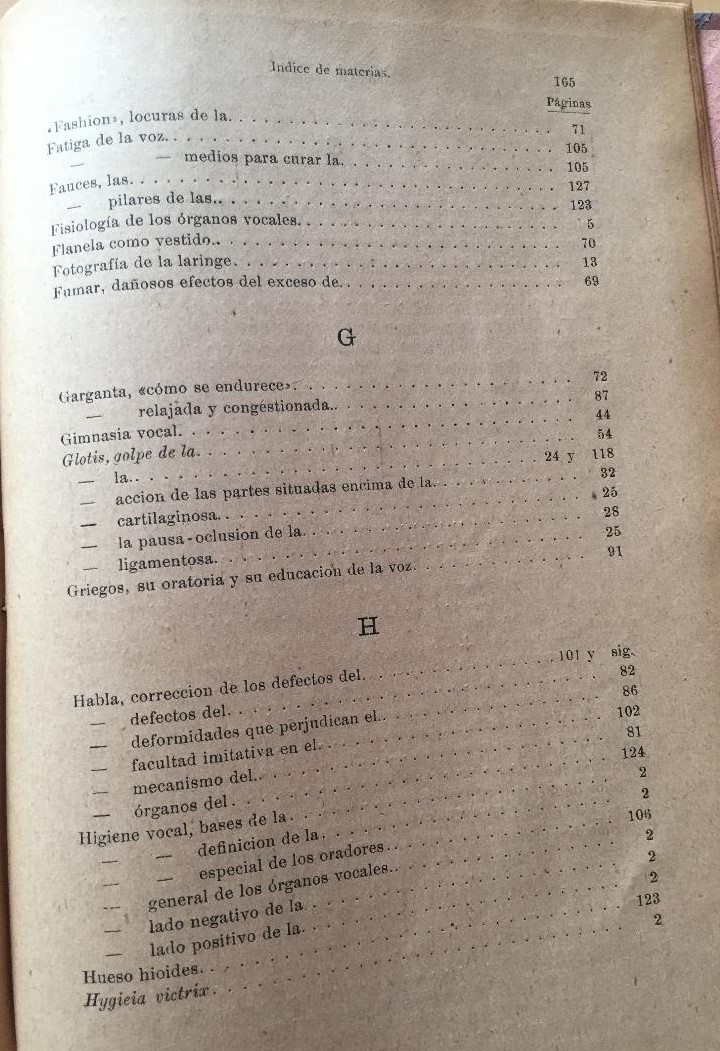 Indice de materias.
165
Páginas
«Fashion», locuras de la. . . . . . . . . . . . . . . . . . . . . . 71
Fatiga de la voz. . . . . . . . . . . . . . . . . . . . . . . . . . 105
— — medios para curar la. . . . . . . . . . . . . . 105
Fauces, las. . . . . . . . . . . . . . . . . . . . . . . . . . . . . 127
— pilares de las. . . . . . . . . . . . . . . . . . . . . . . 123
Fisiología de los órganos vocales. . . . . . . . . . . . . . . . 5
Flanela como vestido. . . . . . . . . . . . . . . . . . . . . . . 70
Fotografía de la laringe. . . . . . . . . . . . . . . . . . . . . 13
Fumar, dañosos efectos del exceso de. . . . . . . . . . . . . 69
G
Garganta, «cómo se endurece». . . . . . . . . . . . . . . . . . 72
— relajada y congestionada. . . . . . . . . . . . . . . 87
Gimnasia vocal. . . . . . . . . . . . . . . . . . . . . . . . . . 44
Glotis, golpe de la. . . . . . . . . . . . . . . . . . . . . . . . 54
— la. . . . . . . . . . . . . . . . . . . . . . . . . . 24 y 118
— accion de las partes situadas encima de la. . . . . . . . 32
— cartilaginosa. . . . . . . . . . . . . . . . . . . . . . . 25
— la pausa-oclusion de la. . . . . . . . . . . . . . . . . 28
— ligamentosa. . . . . . . . . . . . . . . . . . . . . . . . 25
Griegos, su oratoria y su educacion de la voz. . . . . . . . . 91
H
Habla, correccion de los defectos del. . . . . . . . . 101 y sig.
— defectos del. . . . . . . . . . . . . . . . . . . . . . . . 82
— deformidades que perjudican el. . . . . . . . . . . . . 86
— facultad imitativa en el. . . . . . . . . . . . . . . . . 102
— mecanismo del. . . . . . . . . . . . . . . . . . . . . . 81
— órganos del. . . . . . . . . . . . . . . . . . . . . . . . 124
Higiene vocal, bases de la. . . . . . . . . . . . . . . . . . . 2
— — definicion de la. . . . . . . . . . . . . . . . . 2
— — especial de los oradores. . . . . . . . . . . . . 106
— general de los órganos vocales. . . . . . . . . . . . . 2
— lado negativo de la. . . . . . . . . . . . . . . . . . . 2
— lado positivo de la. . . . . . . . . . . . . . . . . . . 2
Hueso hioides. . . . . . . . . . . . . . . . . . . . . . . . . . 123
Hygieia victrix. . . . . . . . . . . . . . . . . . . . . . . . . 2